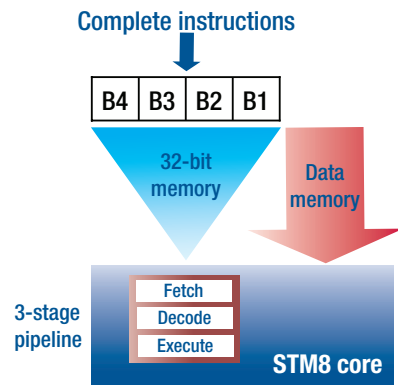 Complete instructions
B4 B3 B2 B1
32-bit
memory
Data
memory
3-stage
pipeline
Fetch
Decode
Execute
STM8 core